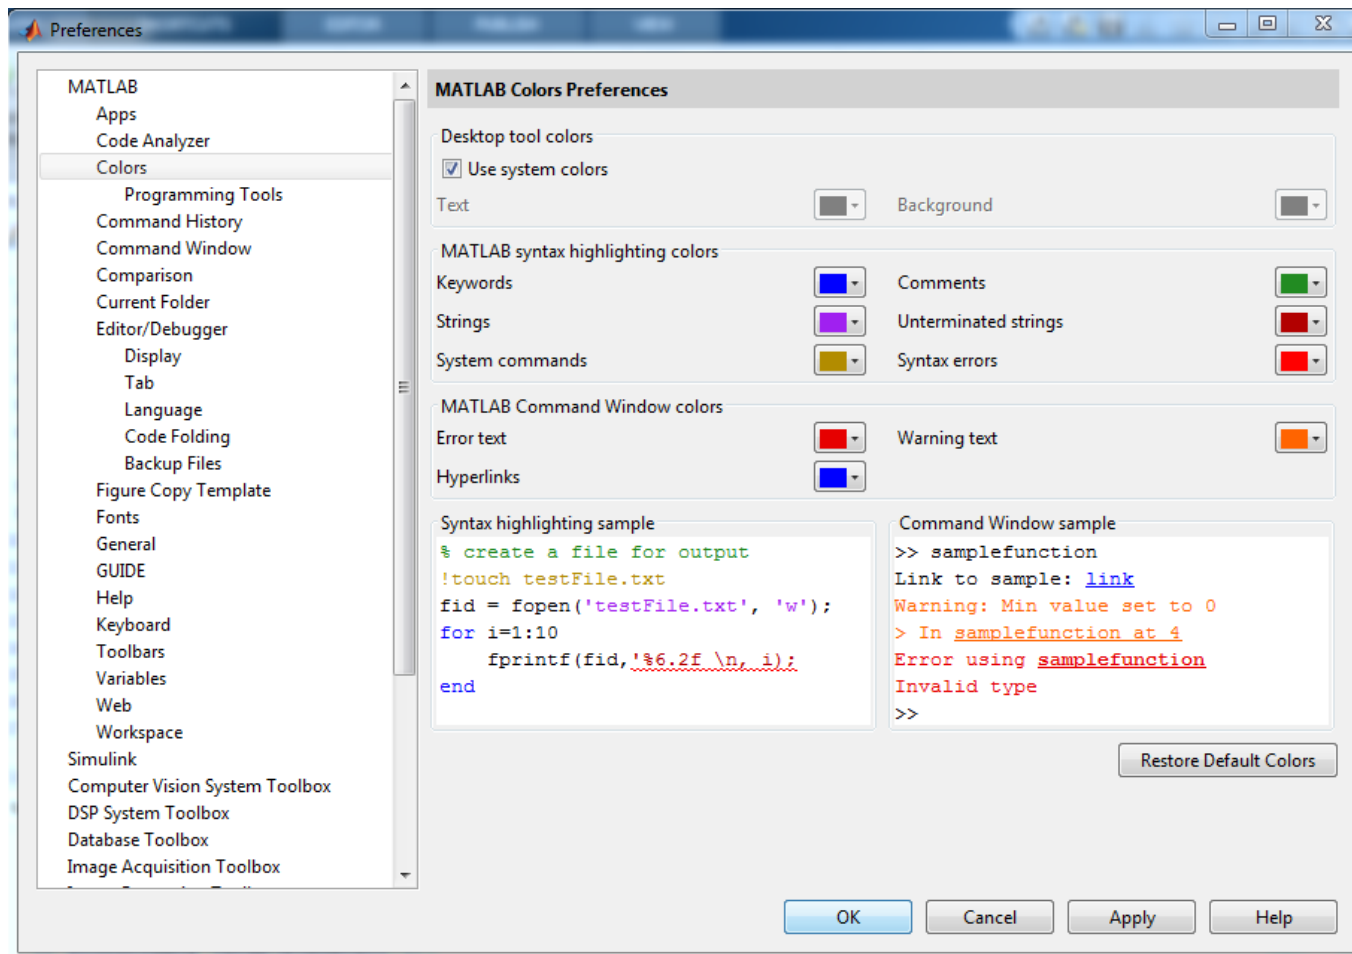 Preferences
MATLAB
Apps
Code Analyzer
Colors
Programming Tools
Command History
Command Window
Comparison
Current Folder
Editor/Debugger
Display
Tab
Language
Code Folding
Backup Files
Figure Copy Template
Fonts
General
GUIDE
Help
Keyboard
Toolbars
Variables
Web
Workspace
Simulink
Computer Vision System Toolbox
DSP System Toolbox
Database Toolbox
Image Acquisition Toolbox
MATLAB Colors Preferences
Desktop tool colors
Use system colors
Text Background
MATLAB syntax highlighting colors
Keywords Comments
Strings Unterminated strings
System commands Syntax errors
MATLAB Command Window colors
Error text Warning text
Hyperlinks
Syntax highlighting sample
% create a file for output
!touch testFile.txt
fid = fopen('testFile.txt', 'w');
for i=1:10
fprintf(fid,'%6.2f \n, i);
end
Command Window sample
>> samplefunction
Link to sample: link
Warning: Min value set to 0
> In samplefunction at 4
Error using samplefunction
Invalid type
>>
Restore Default Colors
OK Cancel Apply Help